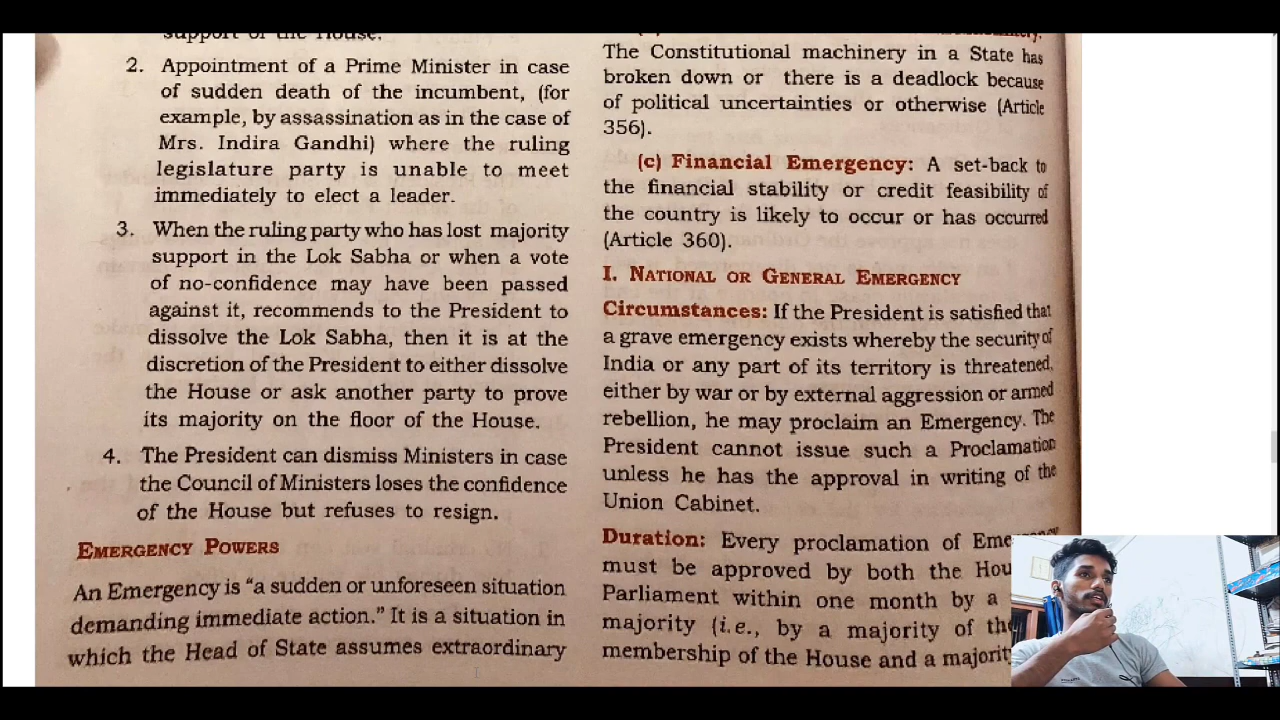 support of the House.
2. Appointment of a Prime Minister in case
of sudden death of the incumbent, (for
example, by assassination as in the case of
Mrs. Indira Gandhi) where the ruling
legislature party is unable to meet
immediately to elect a leader.
3. When the ruling party who has lost majority
support in the Lok Sabha or when a vote
of no-confidence may have been passed
against it, recommends to the President to
dissolve the Lok Sabha, then it is at the
discretion of the President to either dissolve
the House or ask another party to prove
its majority on the floor of the House.
4. The President can dismiss Ministers in case
the Council of Ministers loses the confidence
of the House but refuses to resign.
EMERGENCY POWERS
An Emergency is “a sudden or unforeseen situation
demanding immediate action.” It is a situation in
which the Head of State assumes extraordinary
The Constitutional machinery in a State has
broken down or there is a deadlock because
of political uncertainties or otherwise (Article
356).
(c) Financial Emergency: A set-back to
the financial stability or credit feasibility of
the country is likely to occur or has occurred
(Article 360).
I. NATIONAL OR GENERAL EMERGENCY
Circumstances: If the President is satisfied that
a grave emergency exists whereby the security of
India or any part of its territory is threatened,
either by war or by external aggression or armed
rebellion, he may proclaim an Emergency. The
President cannot issue such a Proclamation
unless he has the approval in writing of the
Union Cabinet.
Duration: Every proclamation of
must be approved by both the
Parliament within one month by a
majority (i.e., by a majority of
membership of the House and a